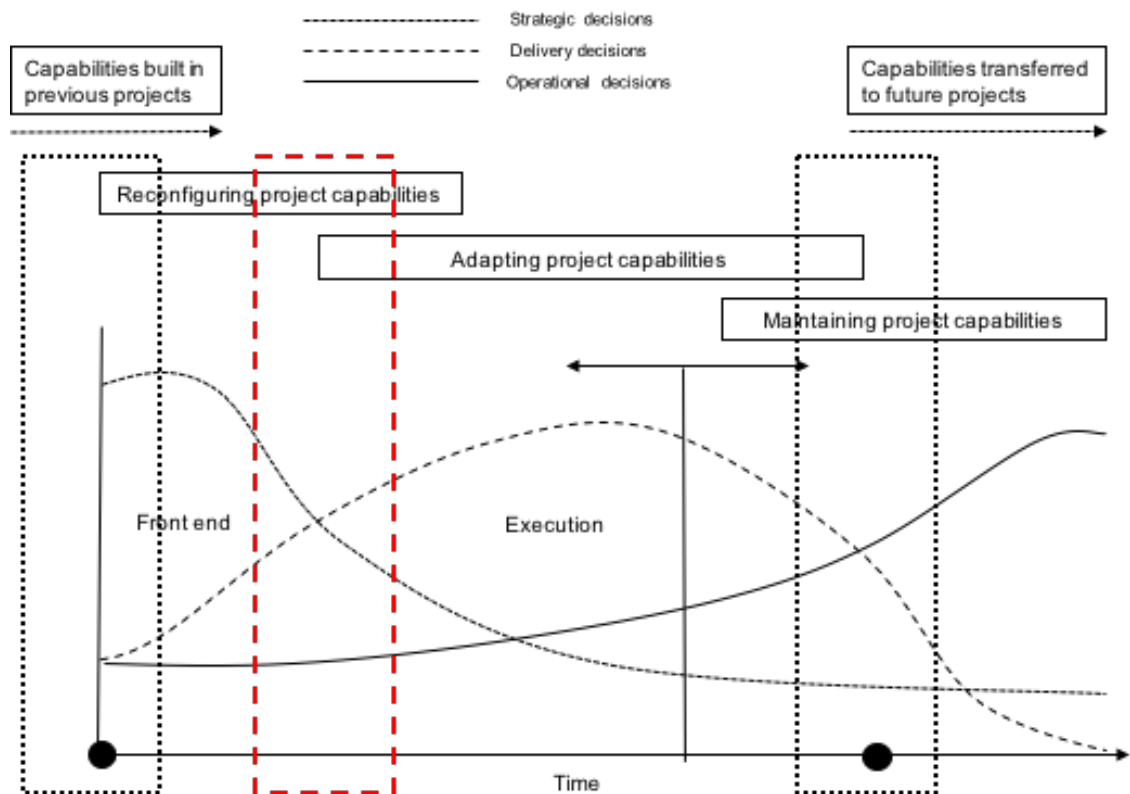 Strategic decisions
Delivery decisions
Operational decisions
Capabilities built in
previous projects
Capabilities transferred
to future projects
Reconfiguring project capabilities
Adapting project capabilities
Maintaining project capabilities
Front end
Execution
Time